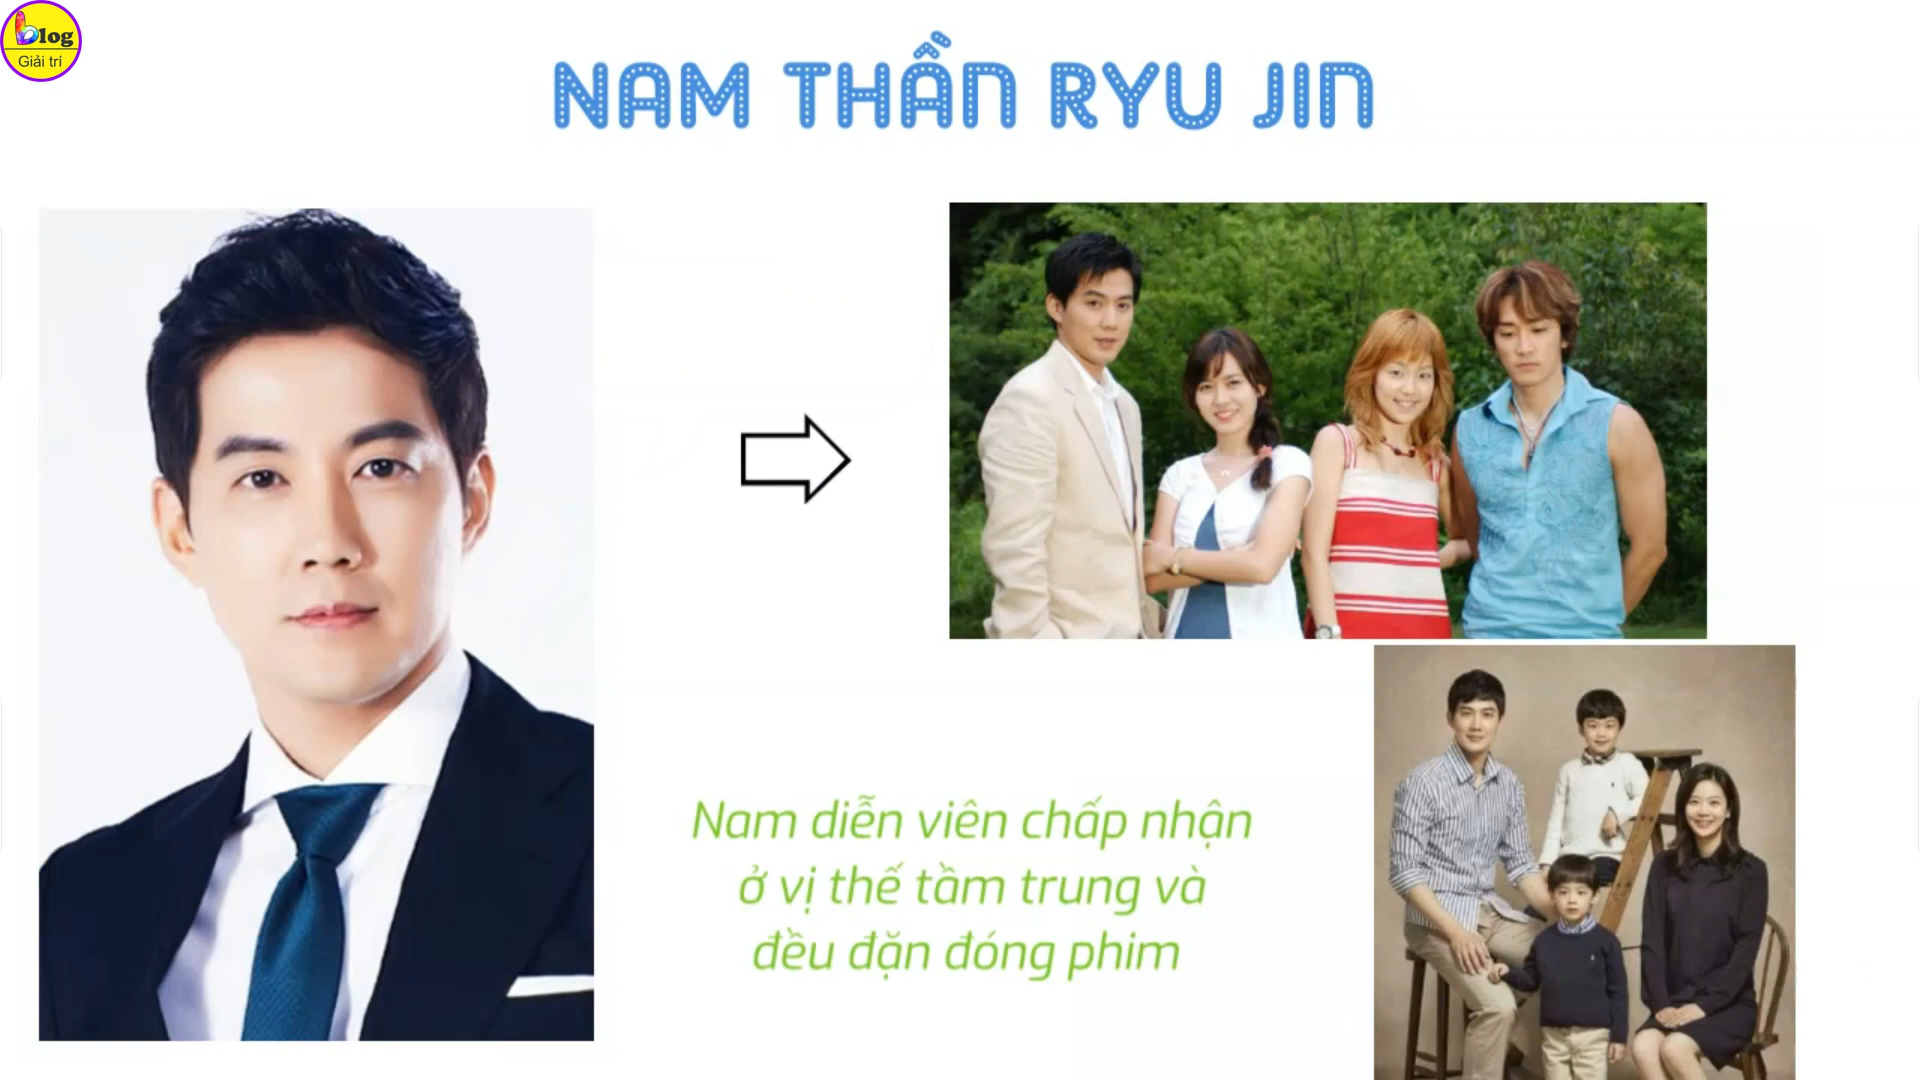 blog
Giải trí
NAM THẦN RYU JIN
Nam diễn viên chấp nhận
ở vị thế tầm trung và
đều đặn đóng phim